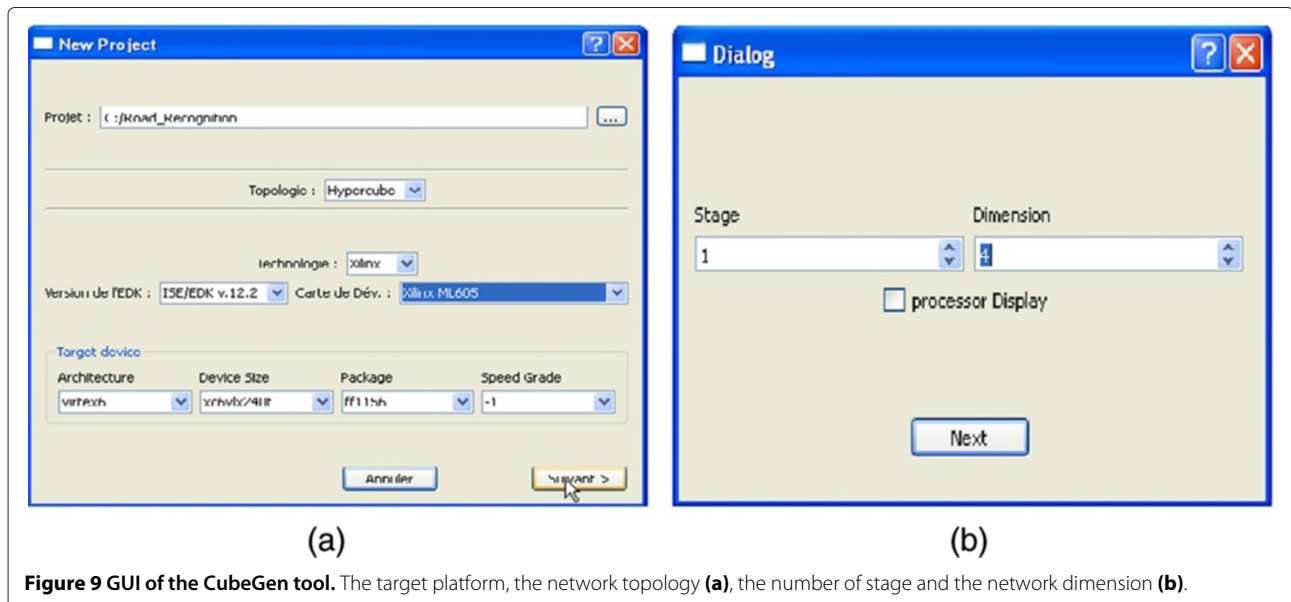 New Project
Projet : C:/Road_Recognition ...
Topologie : Hypercube
Technologie : Xilinx
Version de l'EDK : ISE/EDK v.12.2 Carte de Dév. : Xilinx ML605
Target device
Architecture Device Size Package Speed Grade
virtex6 xc6vlx240t ff1156 -1
Annuler Suivant >
(a)
Dialog
Stage Dimension
1 4
processor Display
Next
(b)
Figure 9 GUI of the CubeGen tool. The target platform, the network topology (a), the number of stage and the network dimension (b).